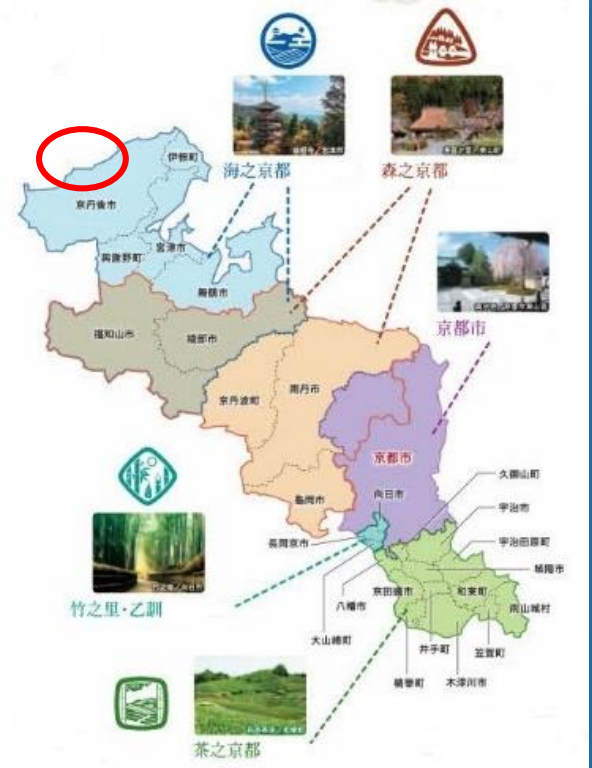 伊根町
海之京都
森之京都
京丹後市
宮津市
與謝野町
舞鶴市
京都市
福知山市
綾部市
南丹市
京丹波町
京都市
久御山町
向日市
龜岡市
宇治市
長岡京市
宇治田原町
城陽市
京田邊市
和束町
南山城村
竹之里・乙訓
八幡市
大山崎町
井手町
笠置町
精華町
木津川市
茶之京都